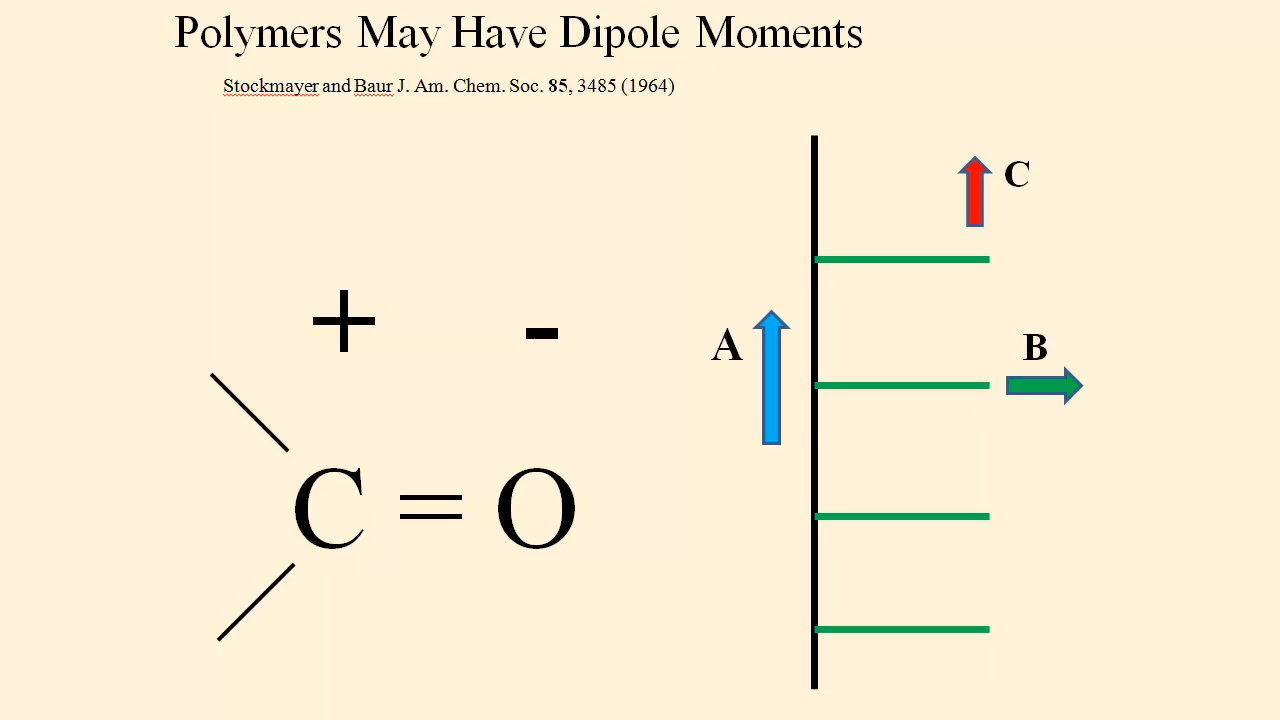 Polymers May Have Dipole Moments
Stockmayer and Baur J. Am. Chem. Soc. 85, 3485 (1964)
C
A
B
+ -
C = O